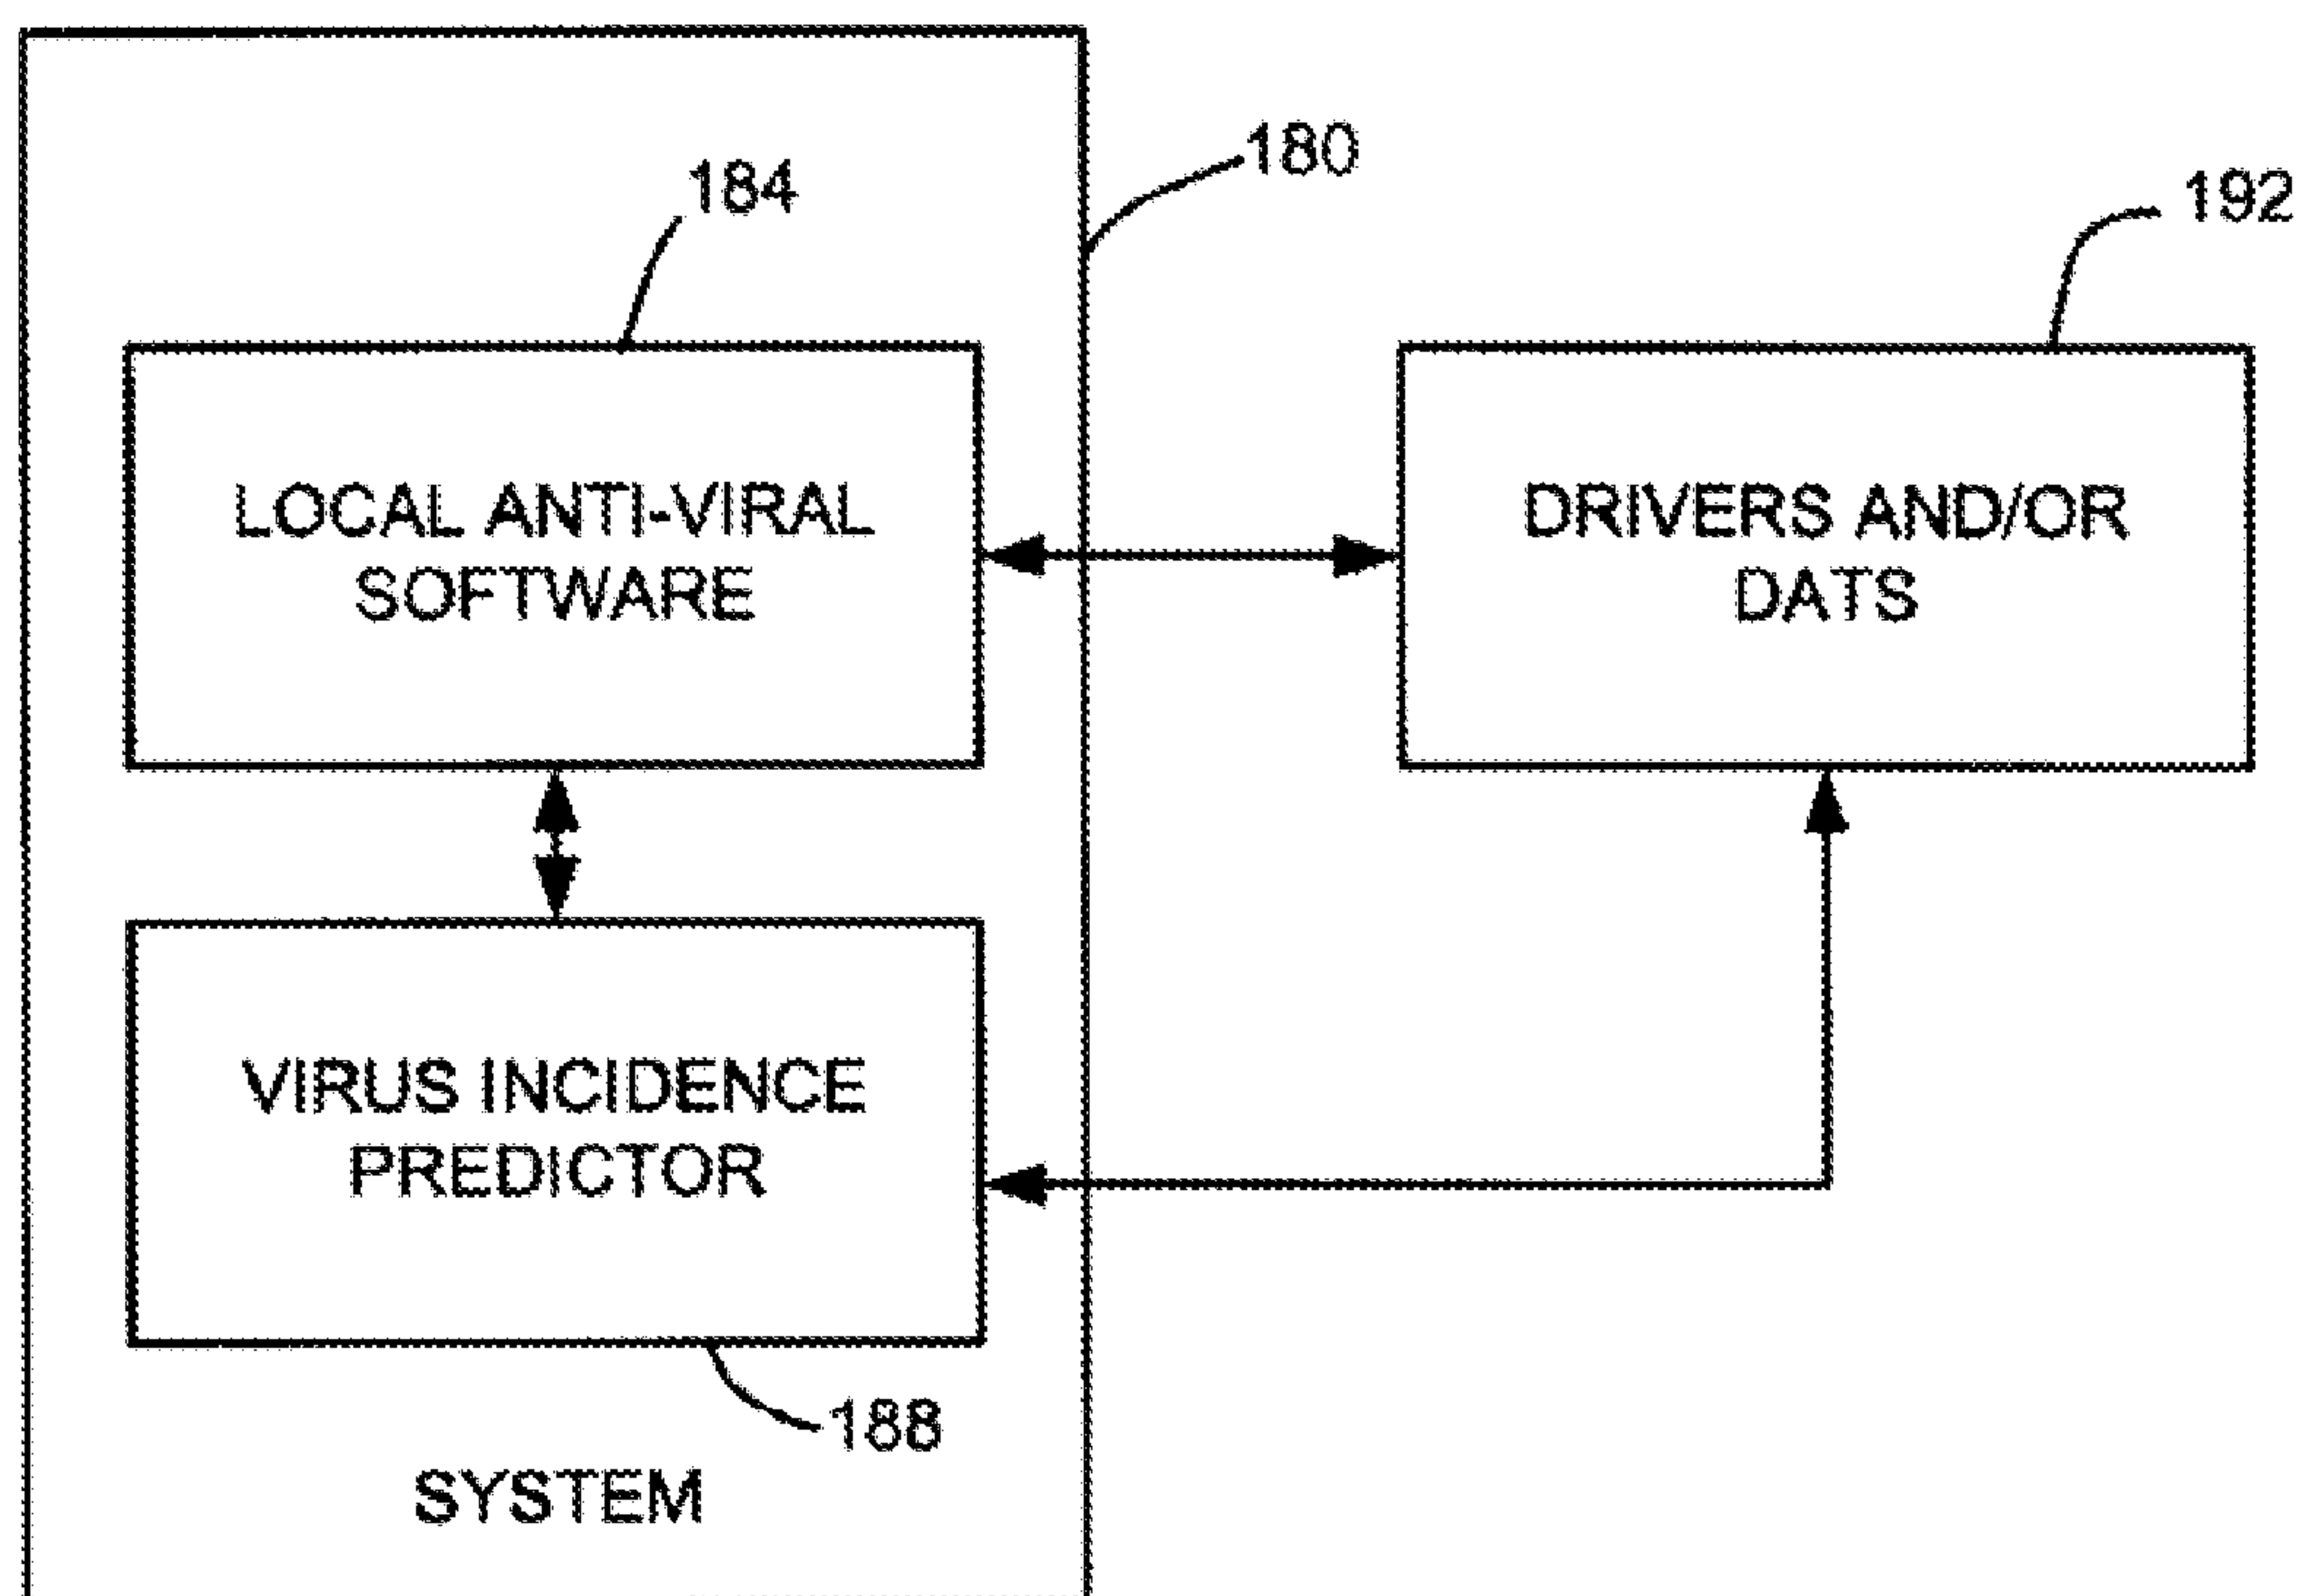 180
184
192
LOCAL ANTI-VIRAL
SOFTWARE
DRIVERS AND/OR
DATS
VIRUS INCIDENCE
PREDICTOR
188
SYSTEM